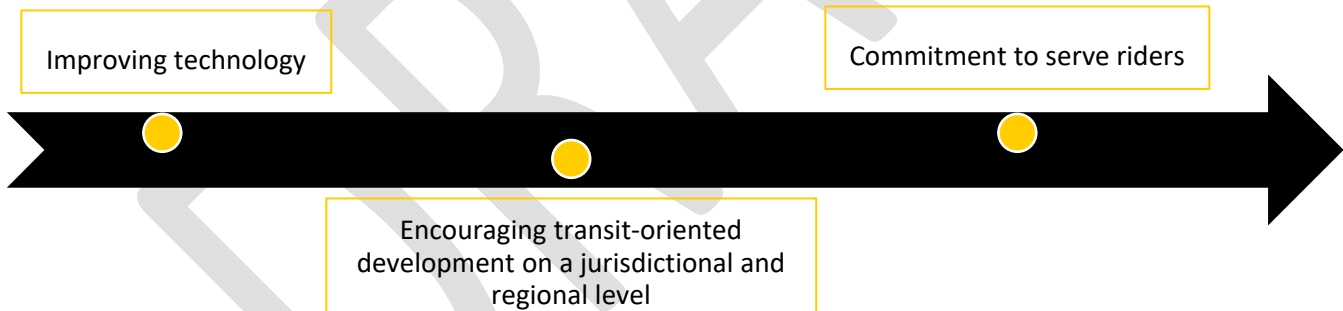 Improving technology
Commitment to serve riders
Encouraging transit-oriented
development on a jurisdictional and
regional level